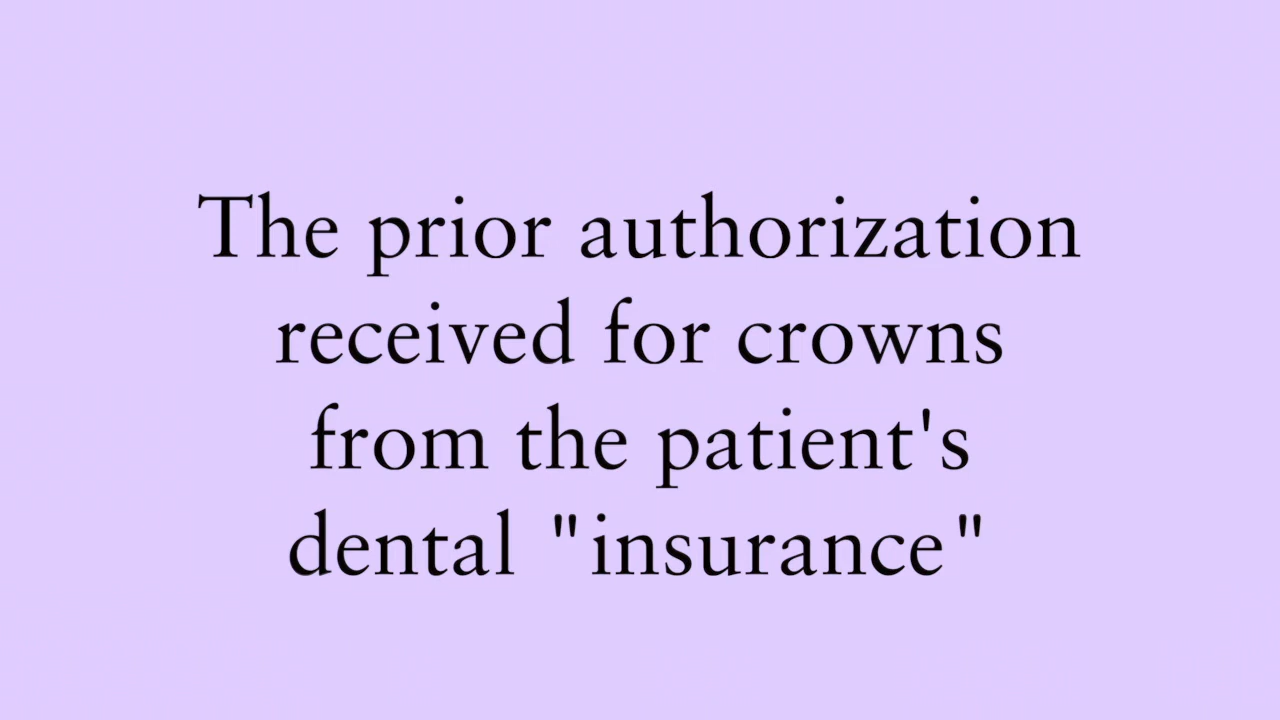 The prior authorization
received for crowns
from the patient's
dental "insurance"